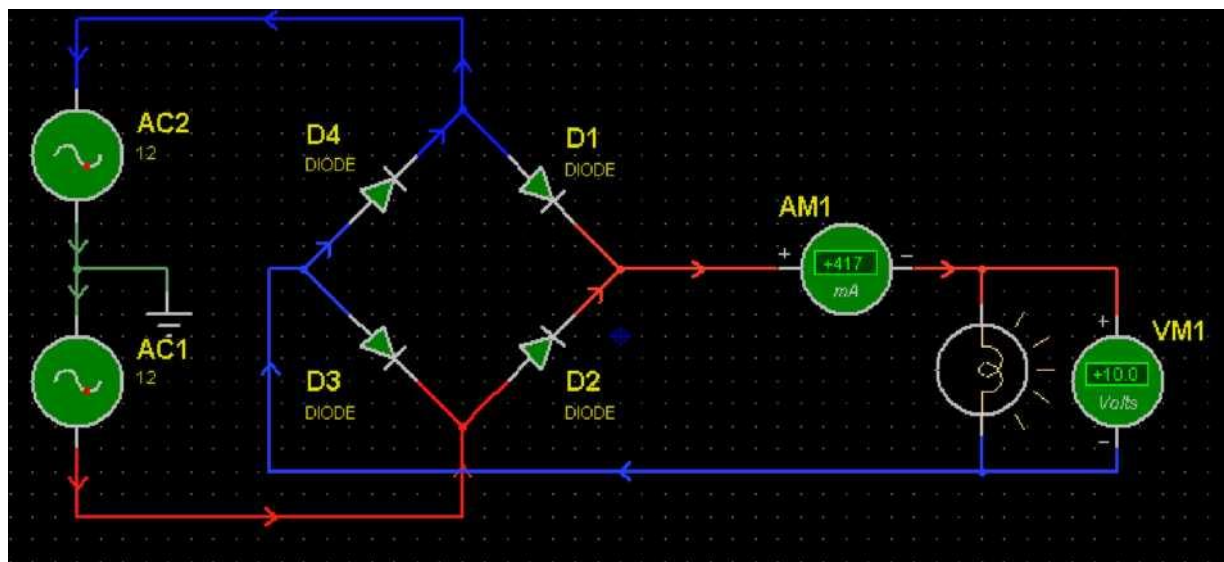 AC2
12
D4
DIODE
D1
DIODE
AM1
+
+417
mA
-
AC1
12
D3
DIODE
D2
DIODE
VM1
+
+10.0
Volts
-